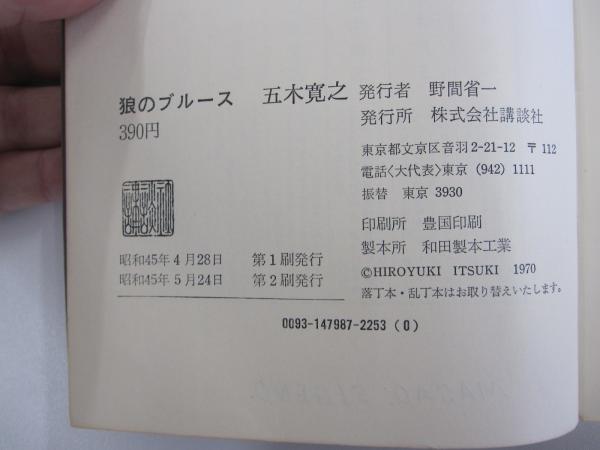 狼のブルース 五木寛之
390円
講談社
昭和45年4月28日 第1刷発行
昭和45年5月24日 第2刷発行
発行者 野間省一
発行所 株式会社講談社
東京都文京区音羽2-21-12 〒112
電話〈大代表〉東京 (942) 1111
振替 東京 3930
印刷所 豊国印刷
製本所 和田製本工業
©HIROYUKI ITSUKI 1970
落丁本・乱丁本はお取り替えいたします。
0093-147987-2253 (0)